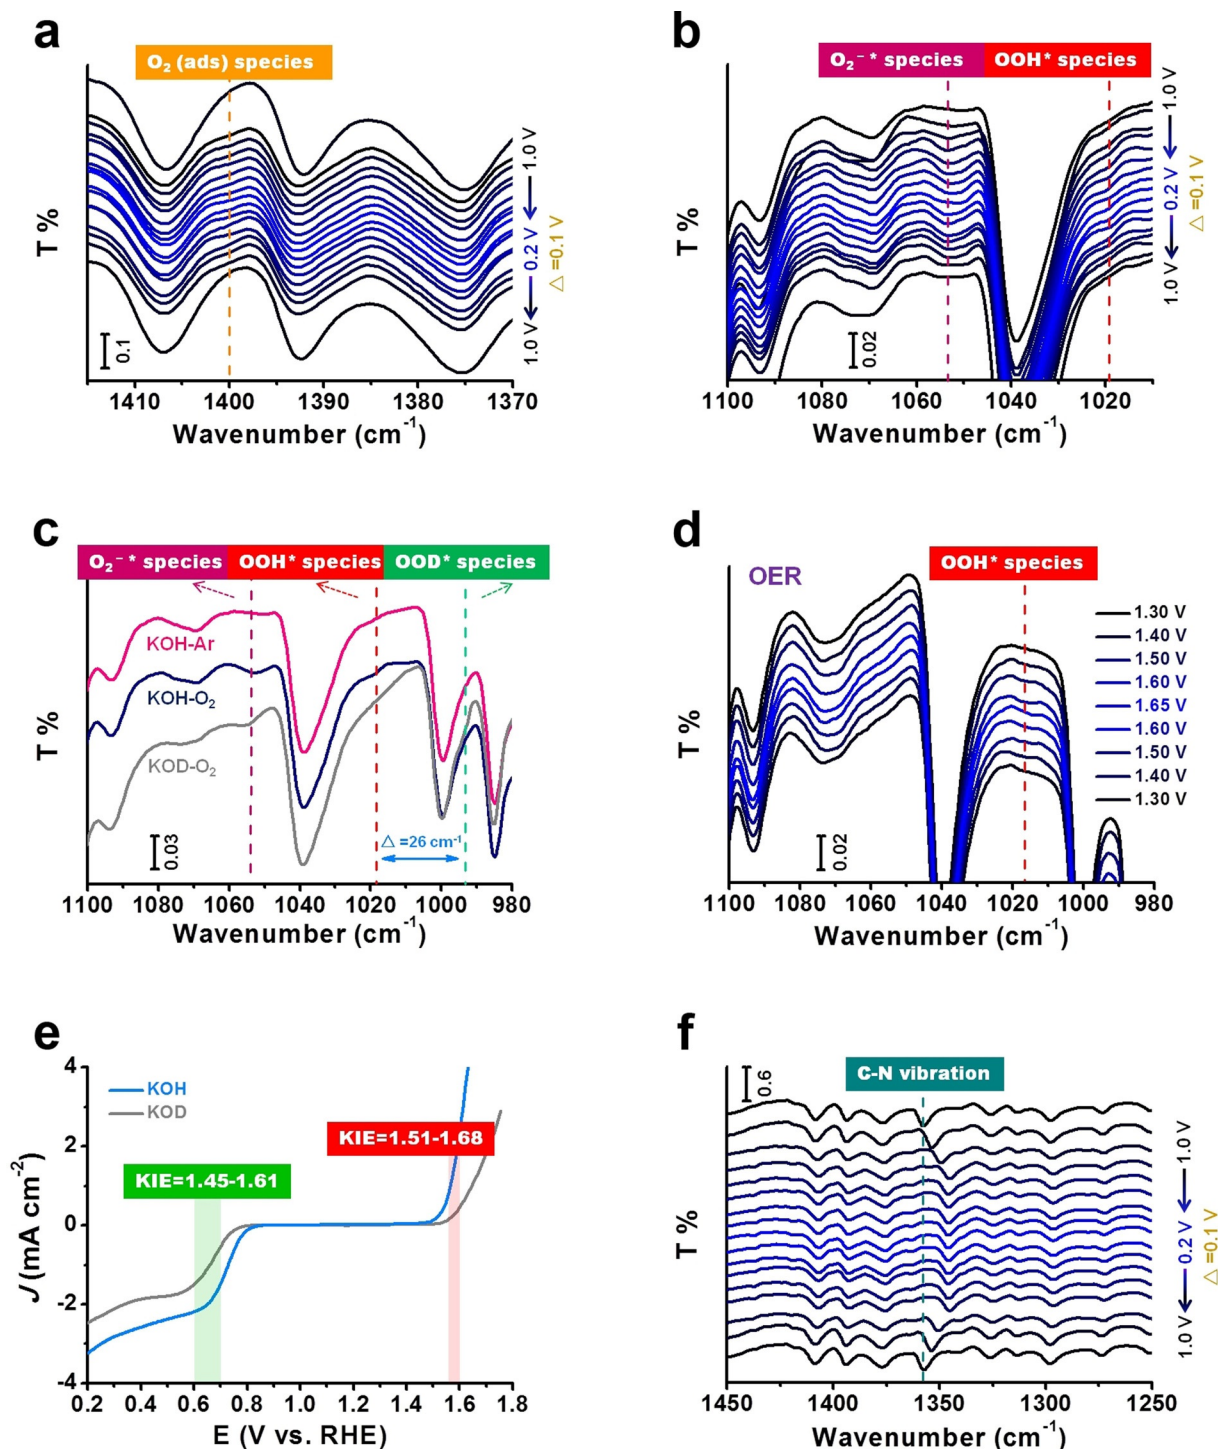 a
O₂ (ads) species
T %
0.1
1.0 V
0.2 V
1.0 V
△ =0.1 V
1410 1400 1390 1380 1370
Wavenumber (cm⁻¹)
b
O₂⁻* species OOH* species
T %
0.02
1.0 V
0.2 V
1.0 V
△ =0.1 V
1100 1080 1060 1040 1020
Wavenumber (cm⁻¹)
c
O₂⁻* species OOH* species OOD* species
KOH-Ar
KOH-O₂
KOD-O₂
T %
0.03
△ =26 cm⁻¹
1100 1080 1060 1040 1020 1000 980
Wavenumber (cm⁻¹)
d
OER
OOH* species
1.30 V
1.40 V
1.50 V
1.60 V
1.65 V
1.60 V
1.50 V
1.40 V
1.30 V
T %
0.02
1100 1080 1060 1040 1020 1000 980
Wavenumber (cm⁻¹)
e
4
2
0
-2
-4
J (mA cm⁻²)
KOH
KOD
KIE=1.51-1.68
KIE=1.45-1.61
0.2 0.4 0.6 0.8 1.0 1.2 1.4 1.6 1.8
E (V vs. RHE)
f
C-N vibration
0.6
T %
1.0 V
0.2 V
1.0 V
△ =0.1 V
1450 1400 1350 1300 1250
Wavenumber (cm⁻¹)